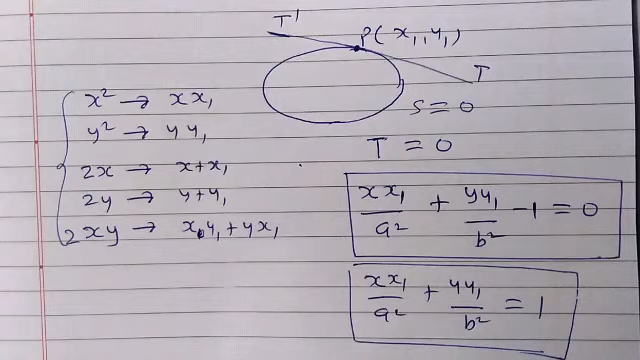 T'
P(x₁, y₁)
T
S = 0
x² → xx₁
y² → yy₁
2x → x+x₁
2y → y+y₁
2xy → xy₁+yx₁
T = 0
xx₁/a² + yy₁/b² - 1 = 0
xx₁/a² + yy₁/b² = 1